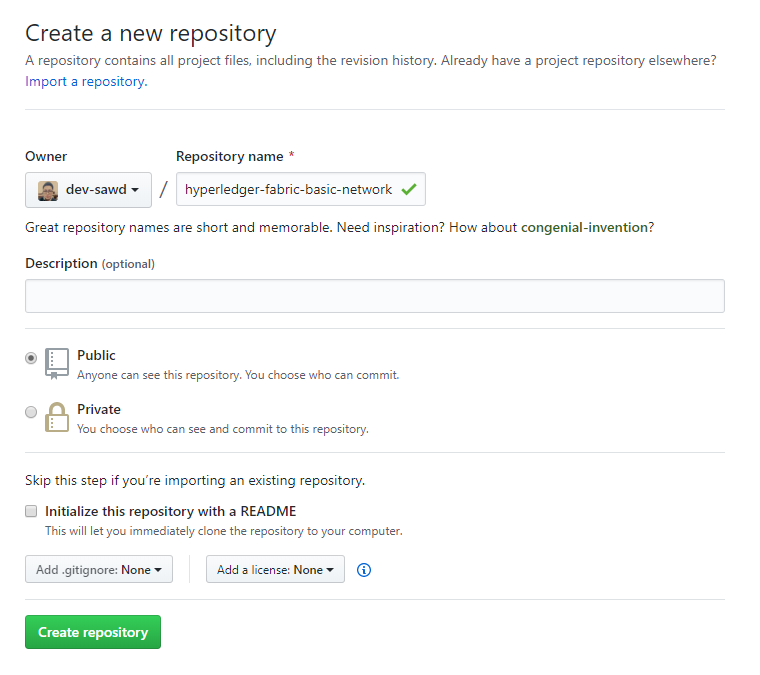 Create a new repository
A repository contains all project files, including the revision history. Already have a project repository elsewhere?
Import a repository.
Owner Repository name *
dev-sawd / hyperledger-fabric-basic-network
Great repository names are short and memorable. Need inspiration? How about congenial-invention?
Description (optional)
Public
Anyone can see this repository. You choose who can commit.
Private
You choose who can see and commit to this repository.
Skip this step if you’re importing an existing repository.
Initialize this repository with a README
This will let you immediately clone the repository to your computer.
Add .gitignore: None Add a license: None
Create repository